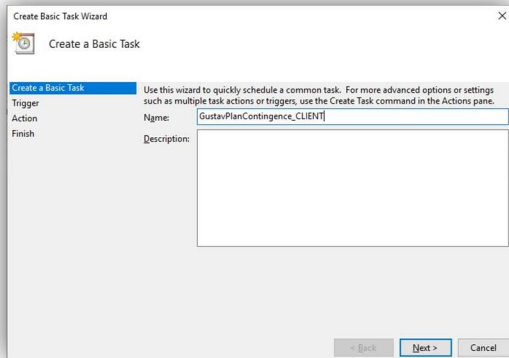 Create Basic Task Wizard
Create a Basic Task
Create a Basic Task
Trigger
Action
Finish
Use this wizard to quickly schedule a common task. For more advanced options or settings
such as multiple task actions or triggers, use the Create Task command in the Actions pane.
Name: GustavPlanContingence_CLIENT
Description:
< Back Next > Cancel